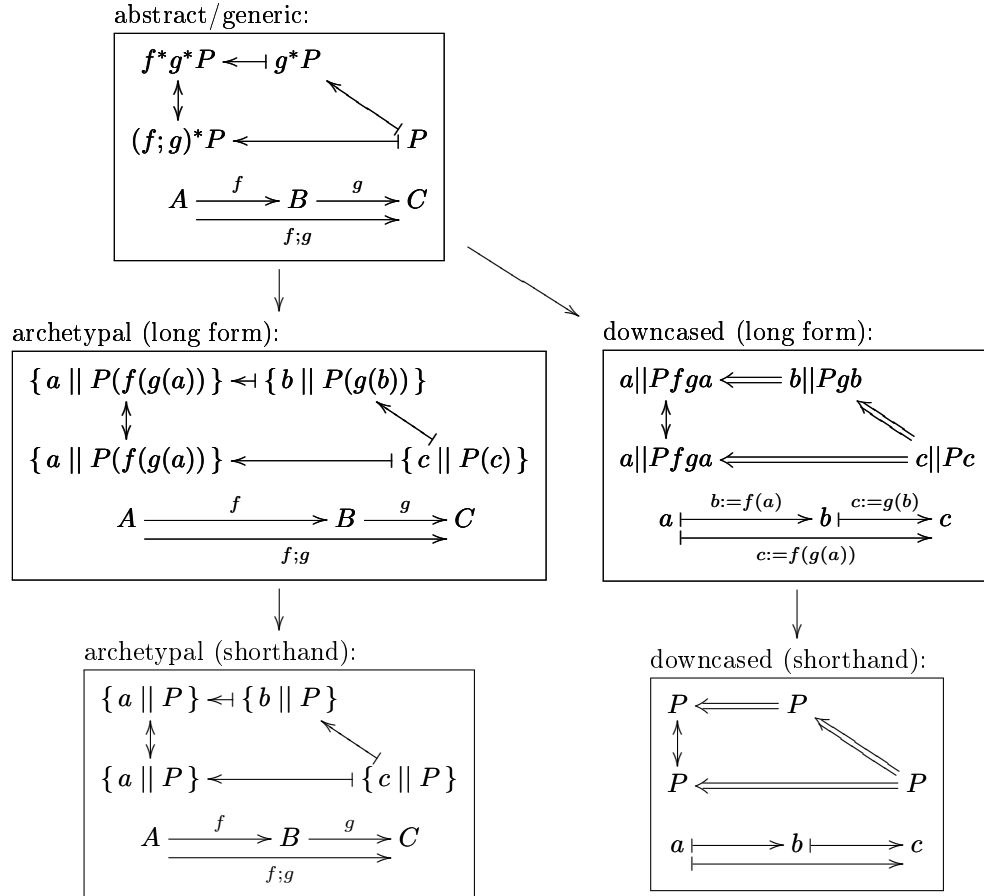 abstract/generic:
f*g*P g*P
(f;g)*P P
f g
A B C
f;g
archetypal (long form): downcased (long form):
{ a || P(f(g(a)) } { b || P(g(b)) } a||Pfga b||Pgb
{ a || P(f(g(a)) } { c || P(c) } a||Pfga c||Pc
f g b:=f(a) c:=g(b)
A B C a b c
f;g c:=f(g(a))
archetypal (shorthand): downcased (shorthand):
{ a || P } { b || P } P P
{ a || P } { c || P } P P
f g
A B C a b c
f;g